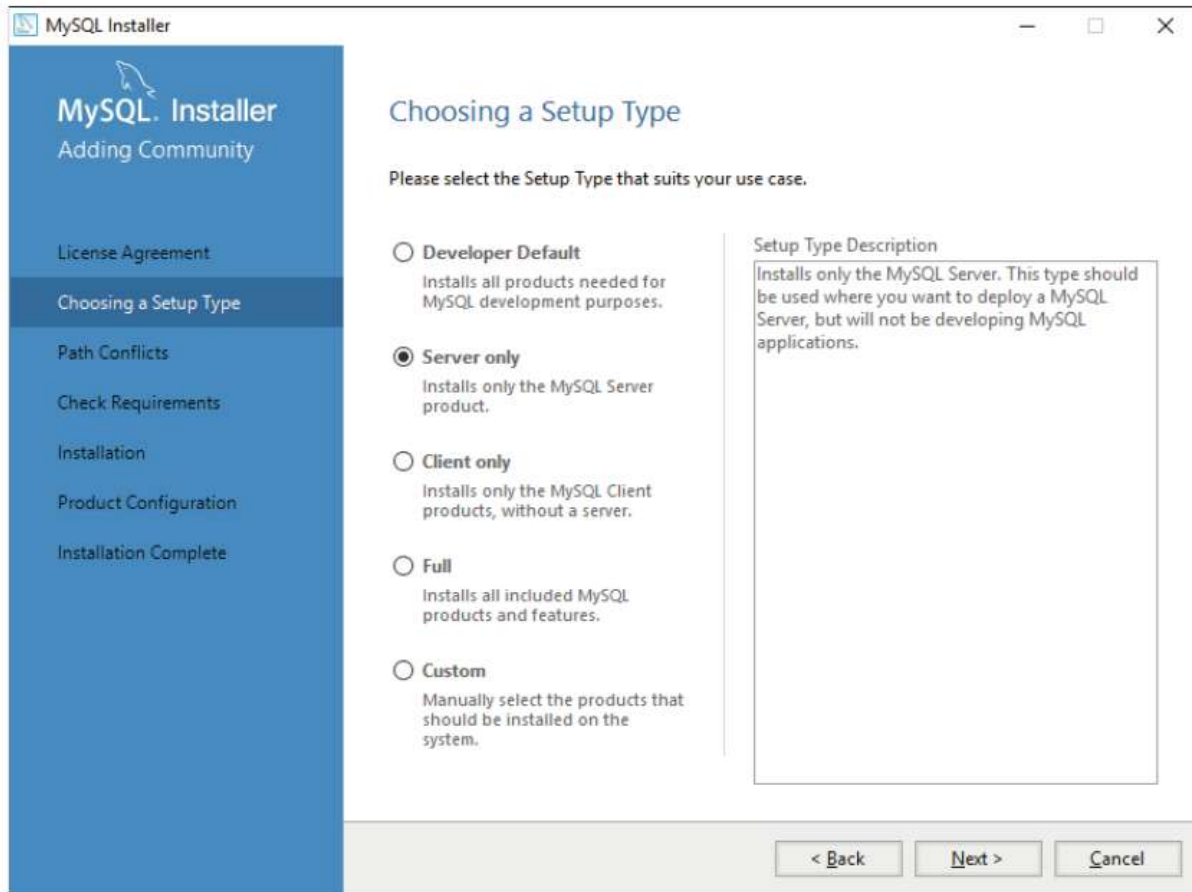 MySQL Installer
MySQL. Installer
Adding Community
License Agreement
Choosing a Setup Type
Path Conflicts
Check Requirements
Installation
Product Configuration
Installation Complete
Choosing a Setup Type
Please select the Setup Type that suits your use case.
Developer Default
Installs all products needed for
MySQL development purposes.
Server only
Installs only the MySQL Server
product.
Client only
Installs only the MySQL Client
products, without a server.
Full
Installs all included MySQL
products and features.
Custom
Manually select the products that
should be installed on the
system.
Setup Type Description
Installs only the MySQL Server. This type should
be used where you want to deploy a MySQL
Server, but will not be developing MySQL
applications.
< Back
Next >
Cancel